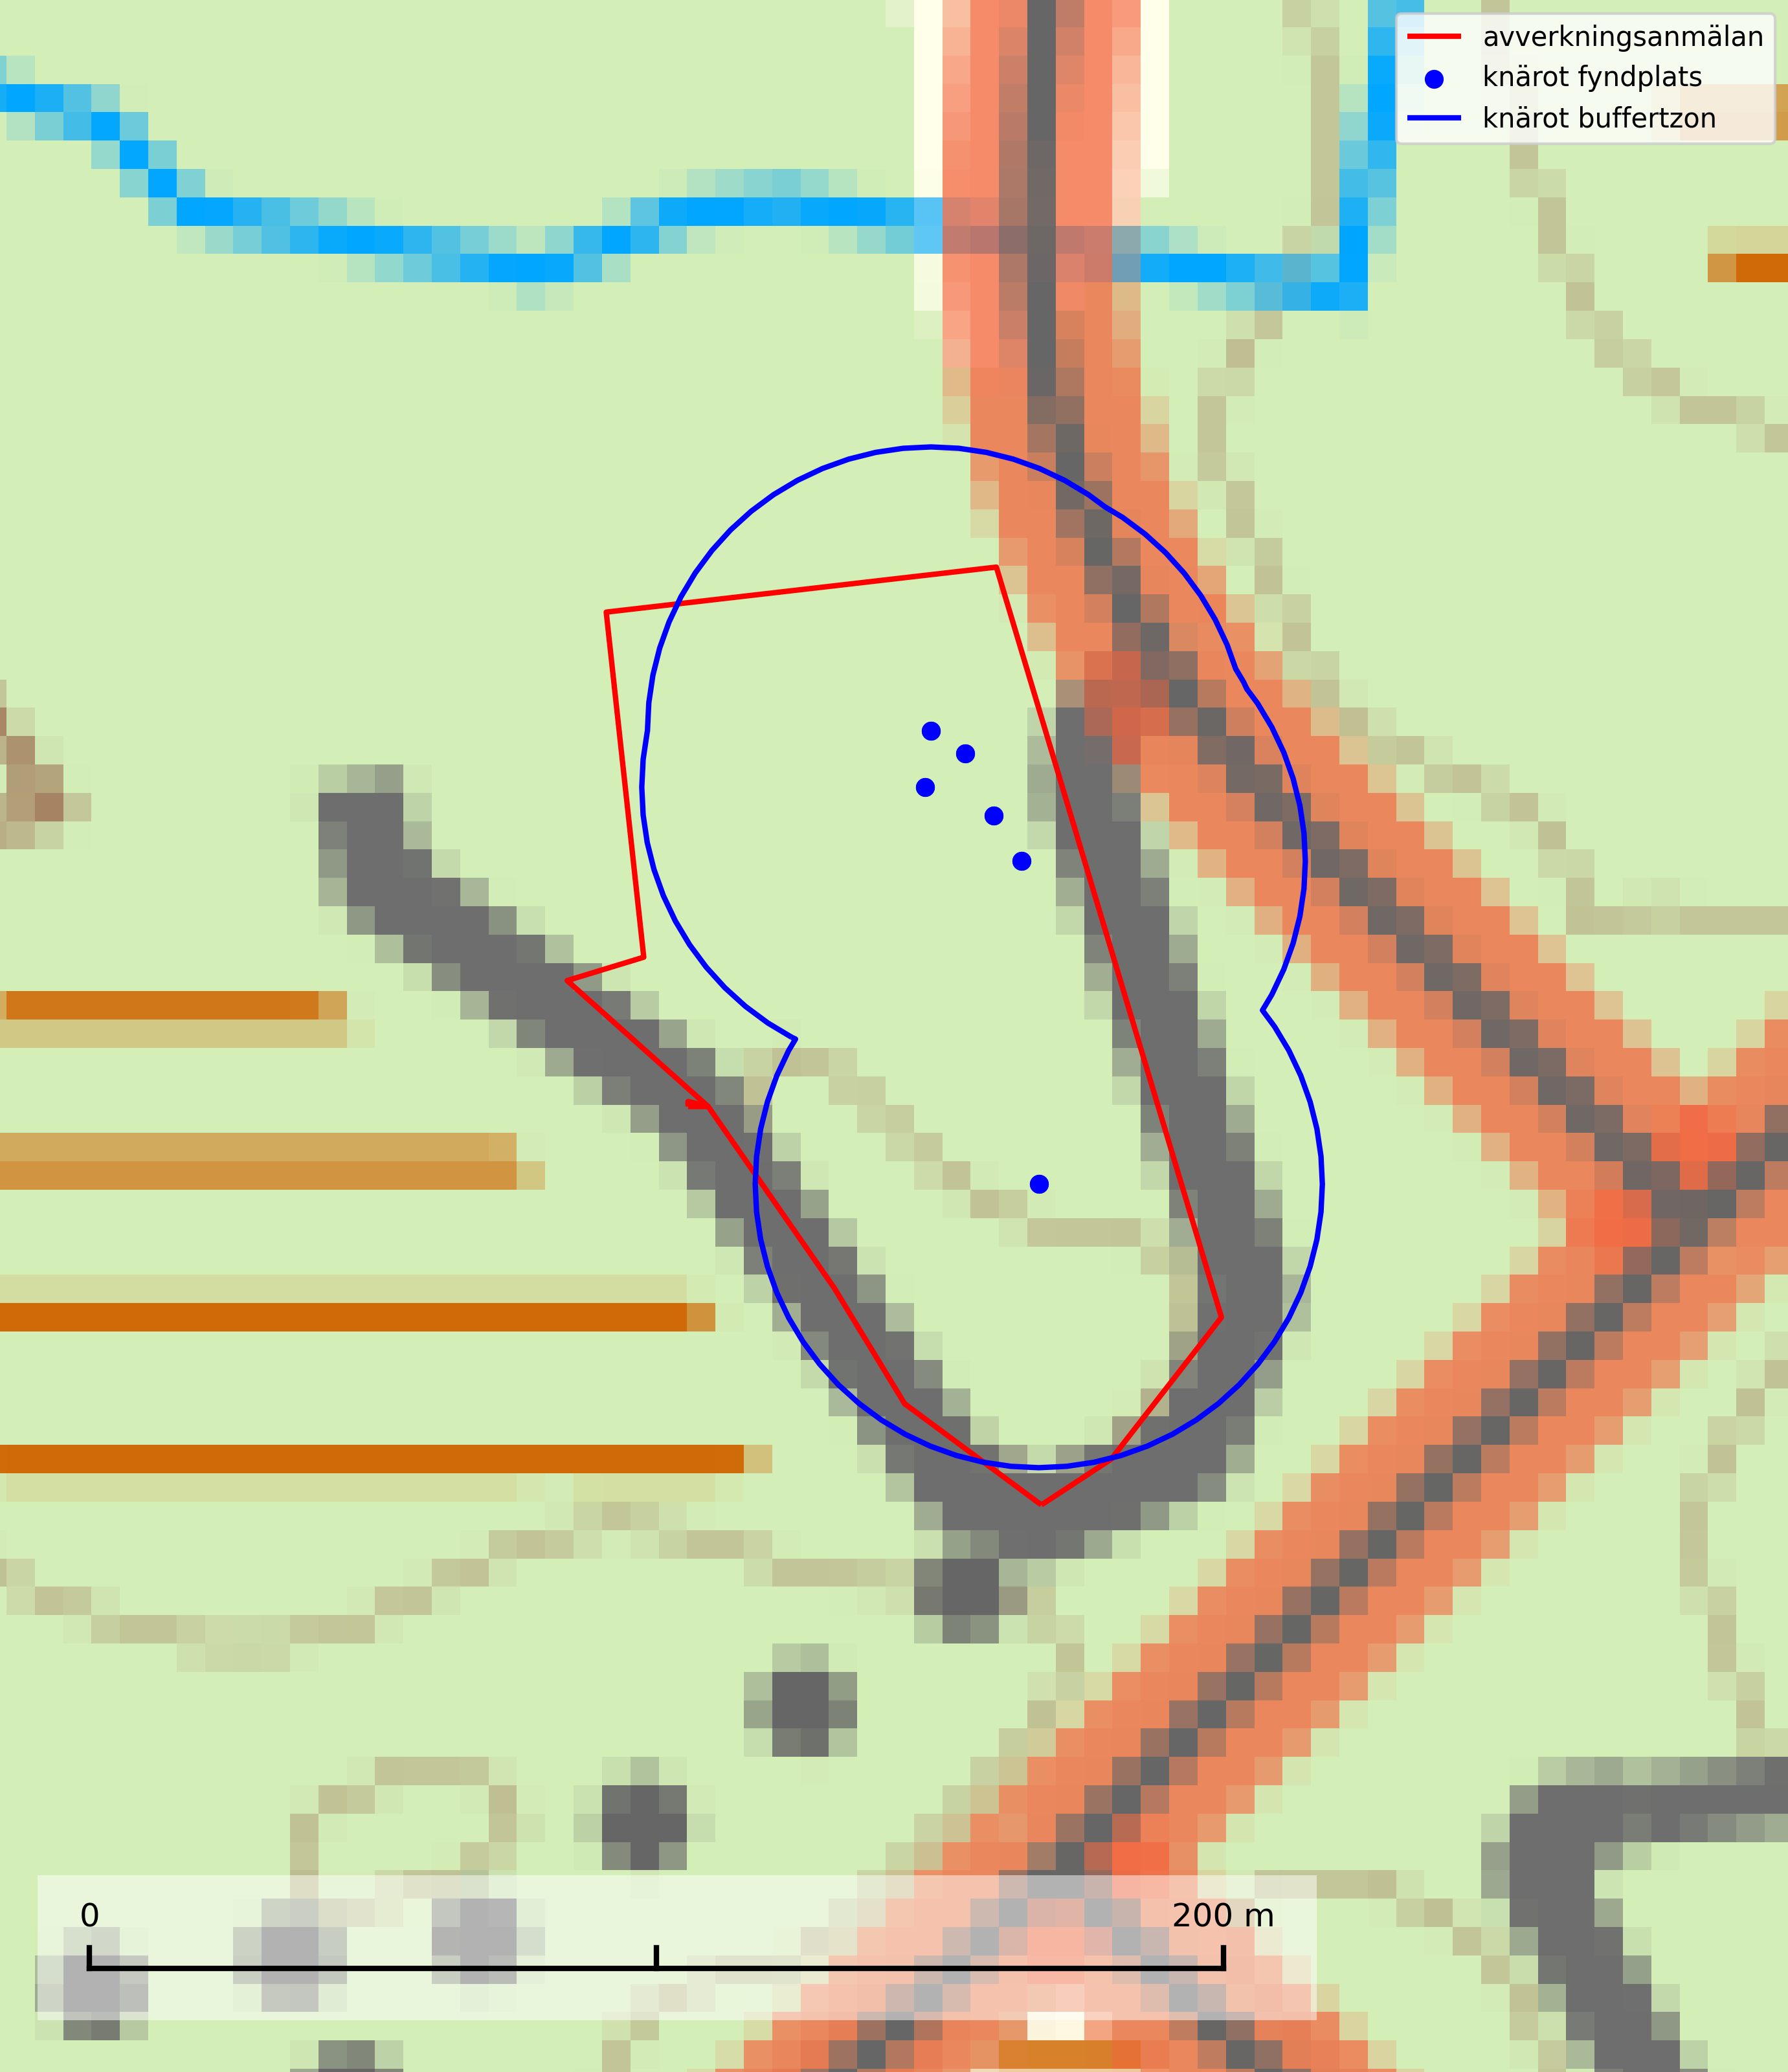 avverkningsanmälan
knärot fyndplats
knärot buffertzon
0
200 m